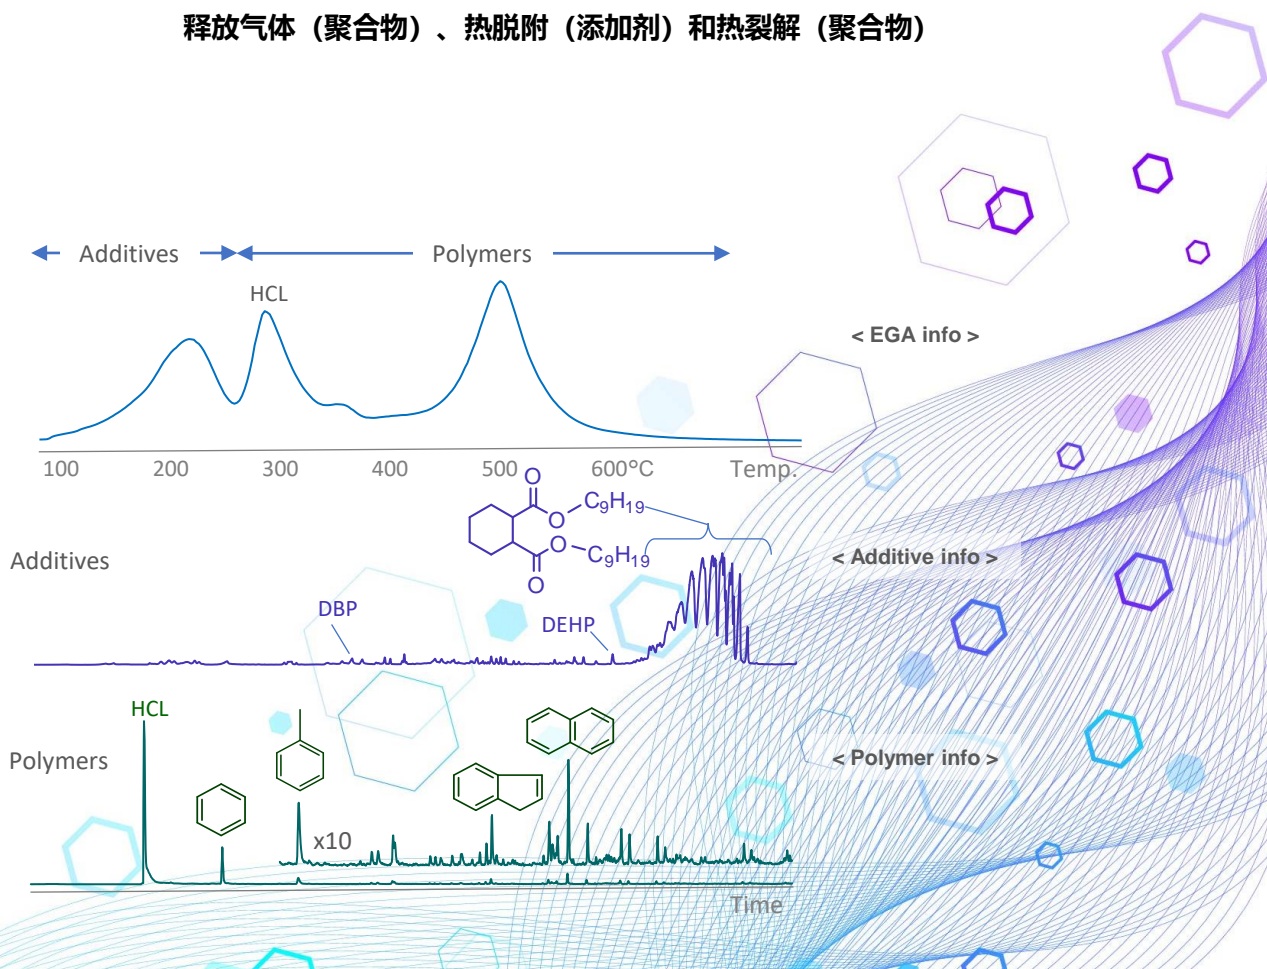 释放气体（聚合物）、热脱附（添加剂）和热裂解（聚合物）
Additives
Polymers
HCL
< EGA info >
100 200 300 400 500 600°C Temp.
O
O
C9H19
O
C9H19
O
Additives
< Additive info >
DBP
DEHP
HCL
Polymers
< Polymer info >
x10
Time